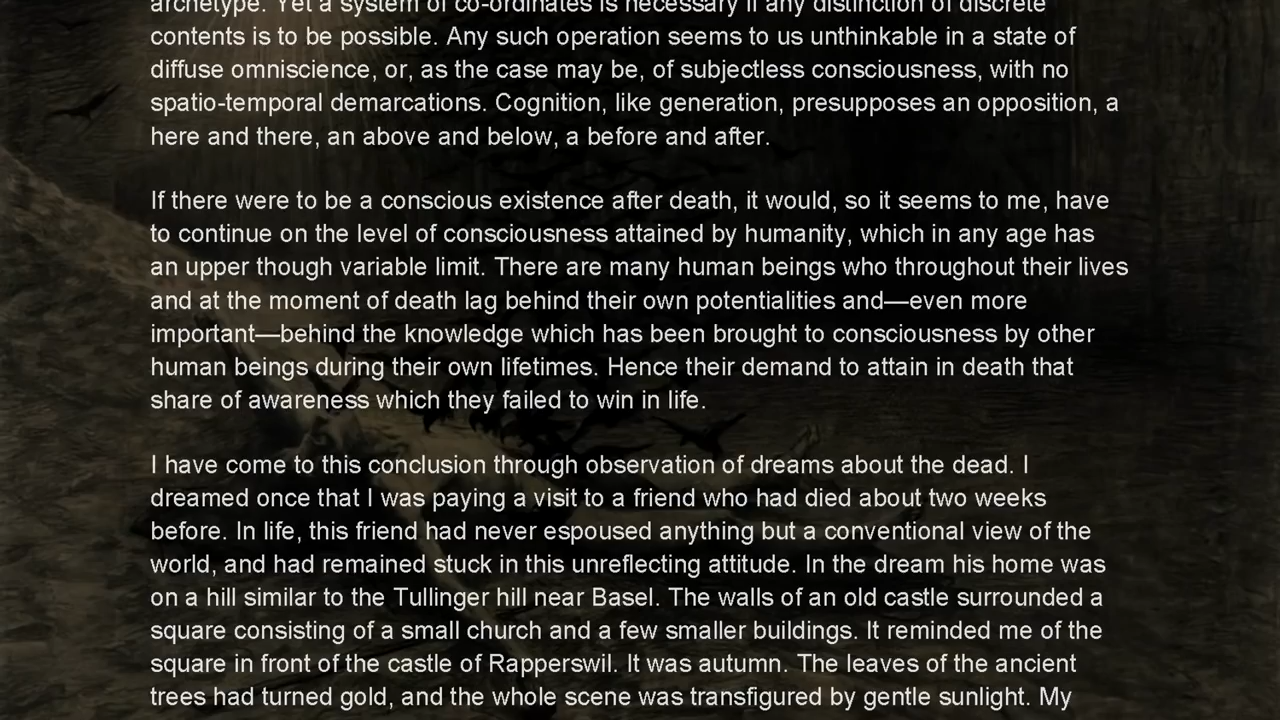 archetype. Yet a system of co-ordinates is necessary if any distinction of discrete
contents is to be possible. Any such operation seems to us unthinkable in a state of
diffuse omniscience, or, as the case may be, of subjectless consciousness, with no
spatio-temporal demarcations. Cognition, like generation, presupposes an opposition, a
here and there, an above and below, a before and after.
If there were to be a conscious existence after death, it would, so it seems to me, have
to continue on the level of consciousness attained by humanity, which in any age has
an upper though variable limit. There are many human beings who throughout their lives
and at the moment of death lag behind their own potentialities and—even more
important—behind the knowledge which has been brought to consciousness by other
human beings during their own lifetimes. Hence their demand to attain in death that
share of awareness which they failed to win in life.
I have come to this conclusion through observation of dreams about the dead. I
dreamed once that I was paying a visit to a friend who had died about two weeks
before. In life, this friend had never espoused anything but a conventional view of the
world, and had remained stuck in this unreflecting attitude. In the dream his home was
on a hill similar to the Tullinger hill near Basel. The walls of an old castle surrounded a
square consisting of a small church and a few smaller buildings. It reminded me of the
square in front of the castle of Rapperswil. It was autumn. The leaves of the ancient
trees had turned gold, and the whole scene was transfigured by gentle sunlight. My